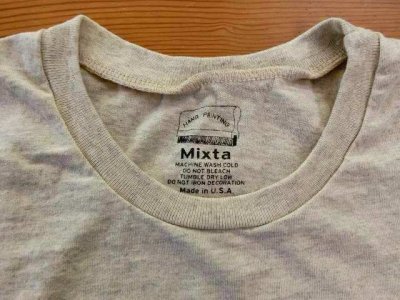 HAND PRINTING
Mixta
MACHINE WASH COLD
DO NOT BLEACH
TUMBLE DRY LOW
DO NOT IRON DECORATION
Made in U.S.A.